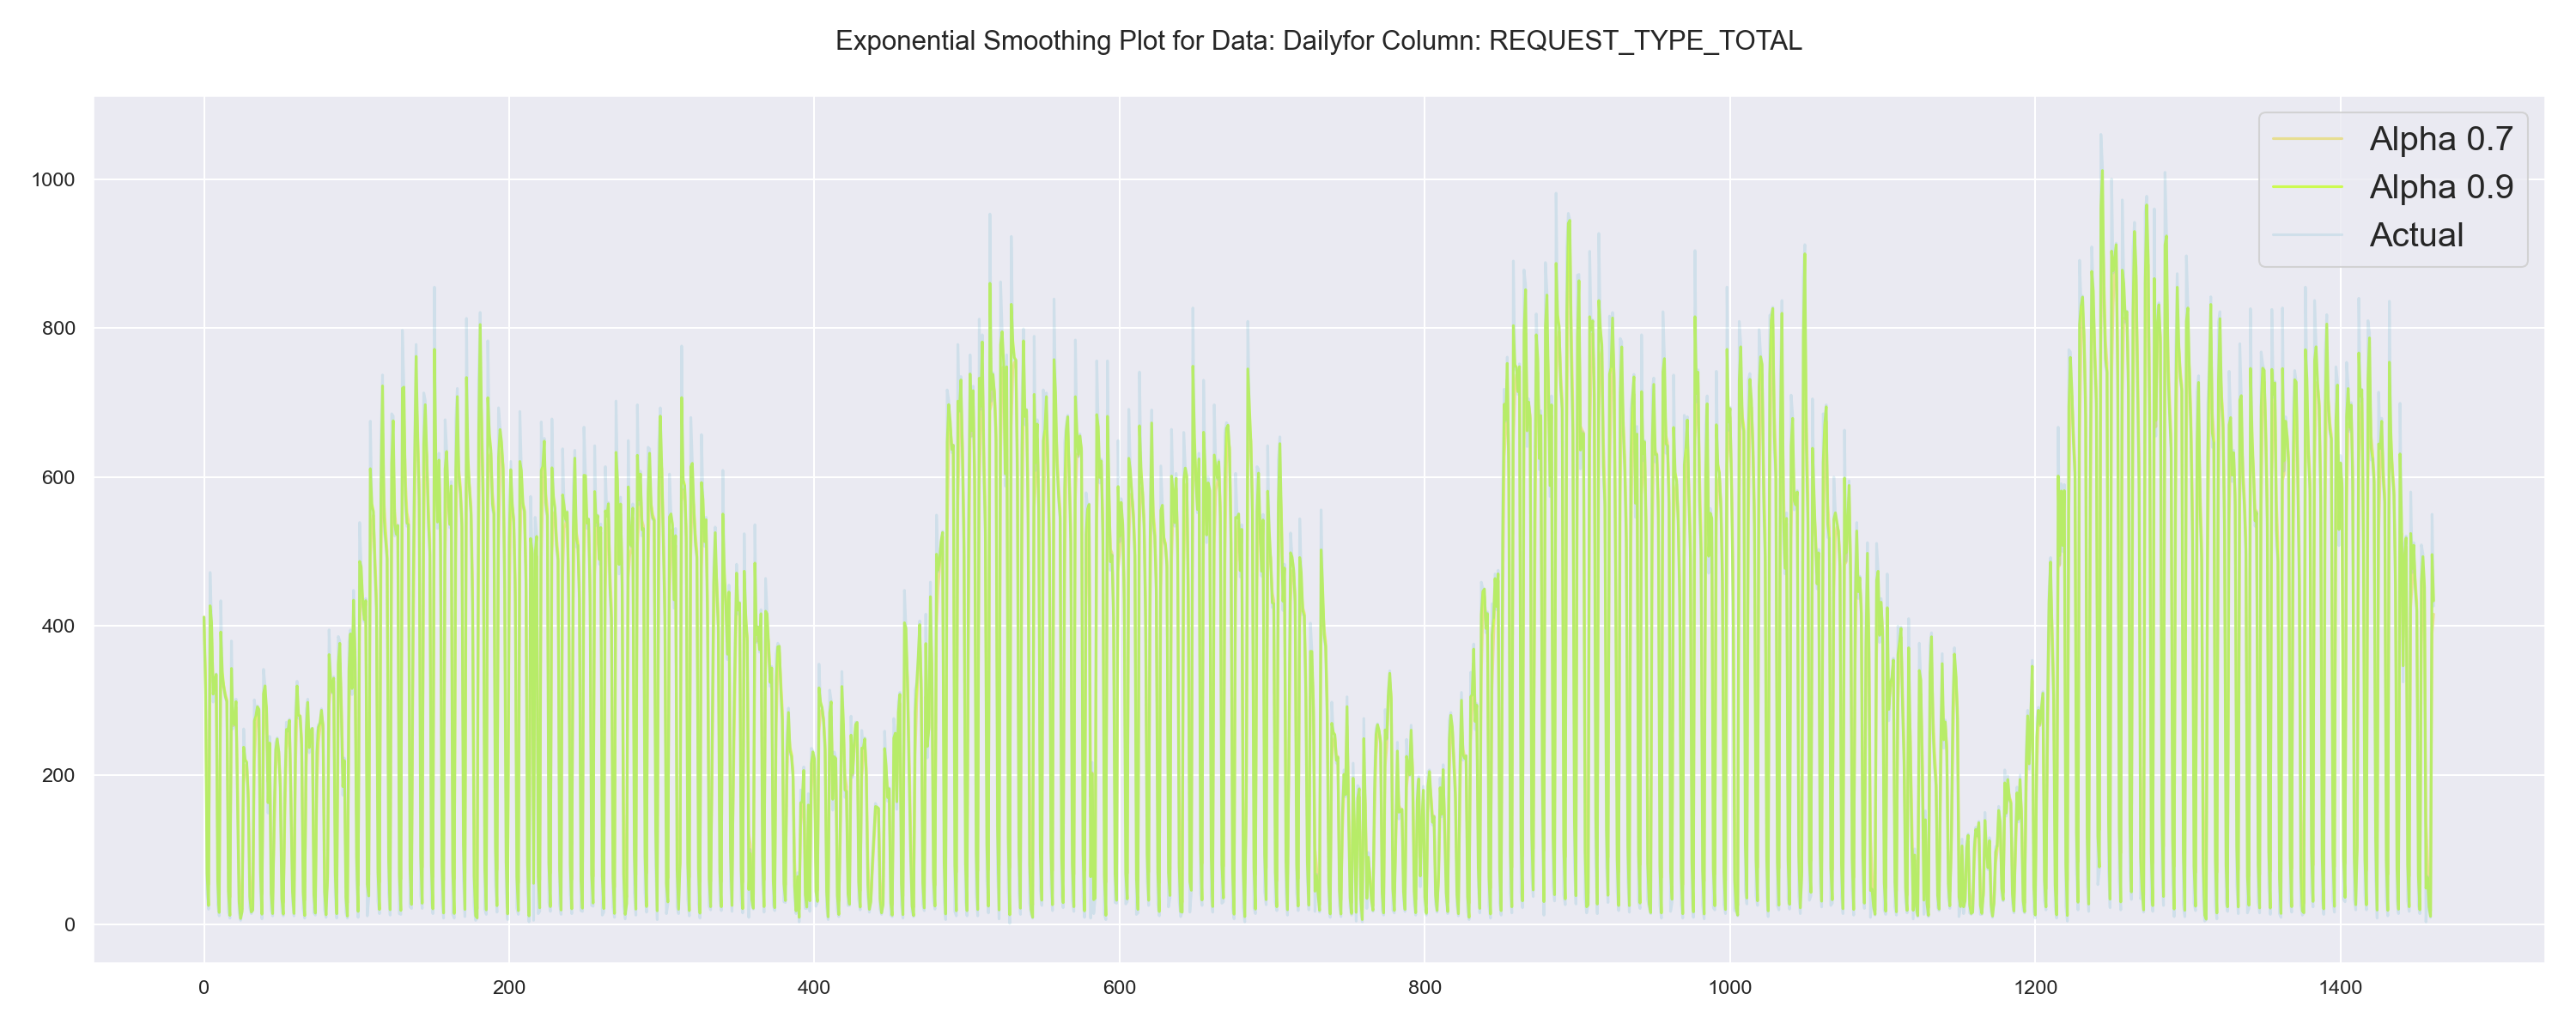 Exponential Smoothing Plot for Data: Dailyfor Column: REQUEST_TYPE_TOTAL
Alpha 0.7
Alpha 0.9
Actual
1000
800
600
400
200
0
0 200 400 600 800 1000 1200 1400